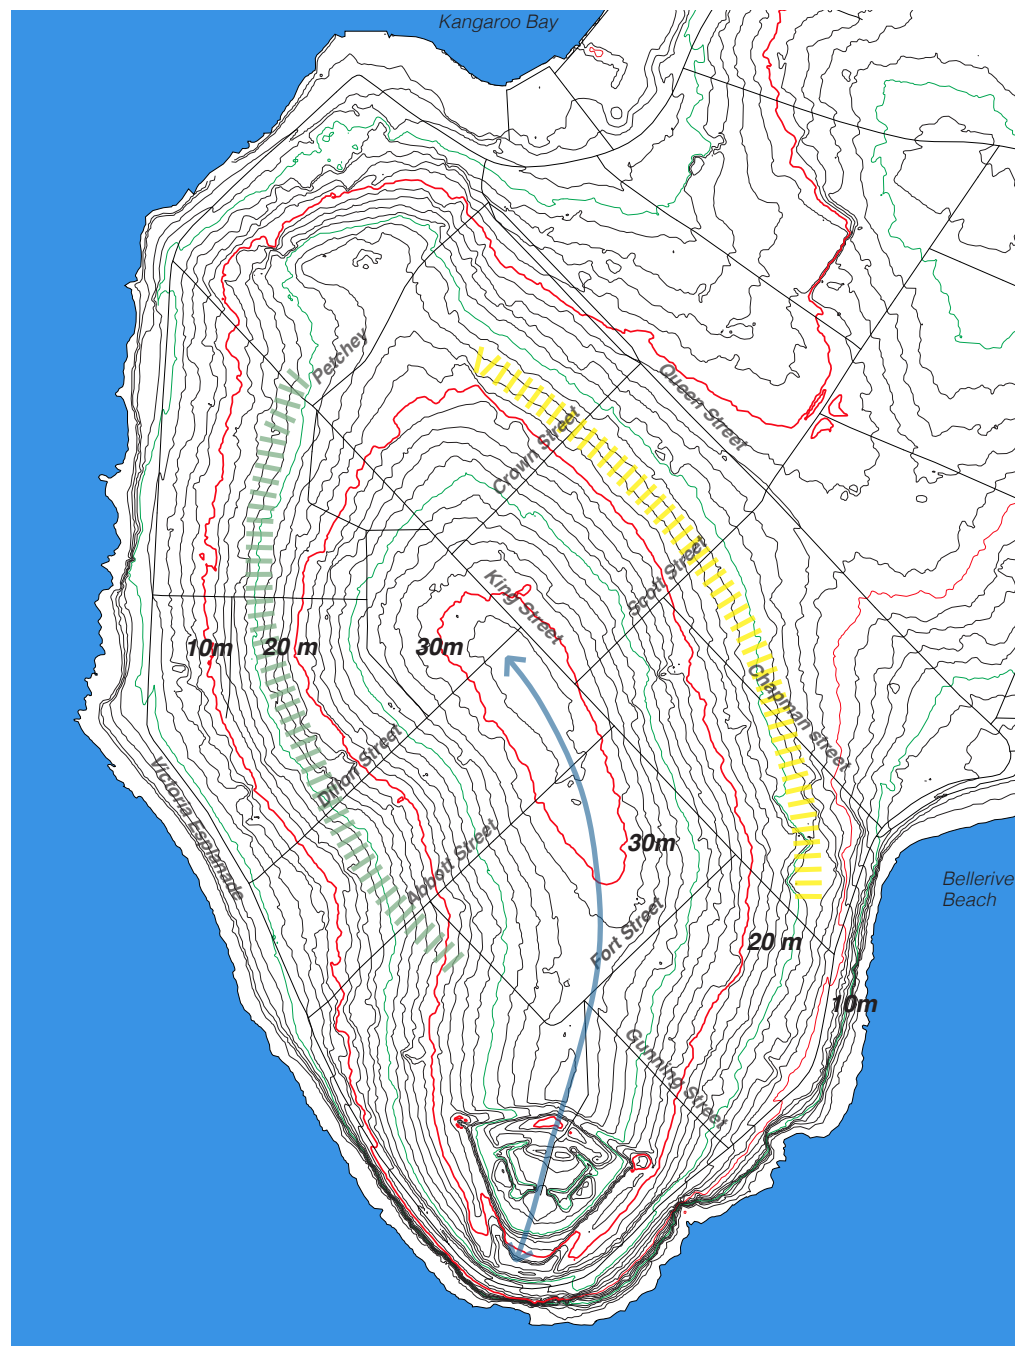 Kangaroo Bay
Petchey
Queen Street
Crown Street
Scott Street
King Street
10m
20 m
30m
Chapman street
Dillon Street
Victoria Esplanade
Abbott Street
30m
Bellerive
Beach
Fort Street
20 m
10m
Gunning Street